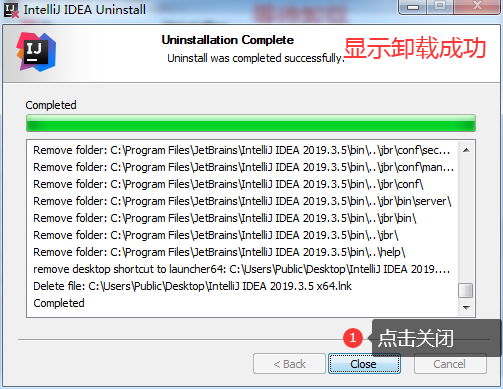 IntelliJ IDEA Uninstall
IJ
Uninstallation Complete
Uninstall was completed successfully.
显示卸载成功
Completed
Remove folder: C:\Program Files\JetBrains\IntelliJ IDEA 2019.3.5\bin\..\jbr\conf\sec...
Remove folder: C:\Program Files\JetBrains\IntelliJ IDEA 2019.3.5\bin\..\jbr\conf\man...
Remove folder: C:\Program Files\JetBrains\IntelliJ IDEA 2019.3.5\bin\..\jbr\conf\
Remove folder: C:\Program Files\JetBrains\IntelliJ IDEA 2019.3.5\bin\..\jbr\bin\server\
Remove folder: C:\Program Files\JetBrains\IntelliJ IDEA 2019.3.5\bin\..\jbr\bin\
Remove folder: C:\Program Files\JetBrains\IntelliJ IDEA 2019.3.5\bin\..\jbr\
Remove folder: C:\Program Files\JetBrains\IntelliJ IDEA 2019.3.5\bin\..\help\
remove desktop shortcut to launcher64: C:\Users\Public\Desktop\IntelliJ IDEA 2019....
Delete file: C:\Users\Public\Desktop\IntelliJ IDEA 2019.3.5 x64.lnk
Completed
1 点击关闭
< Back
Close
Cancel